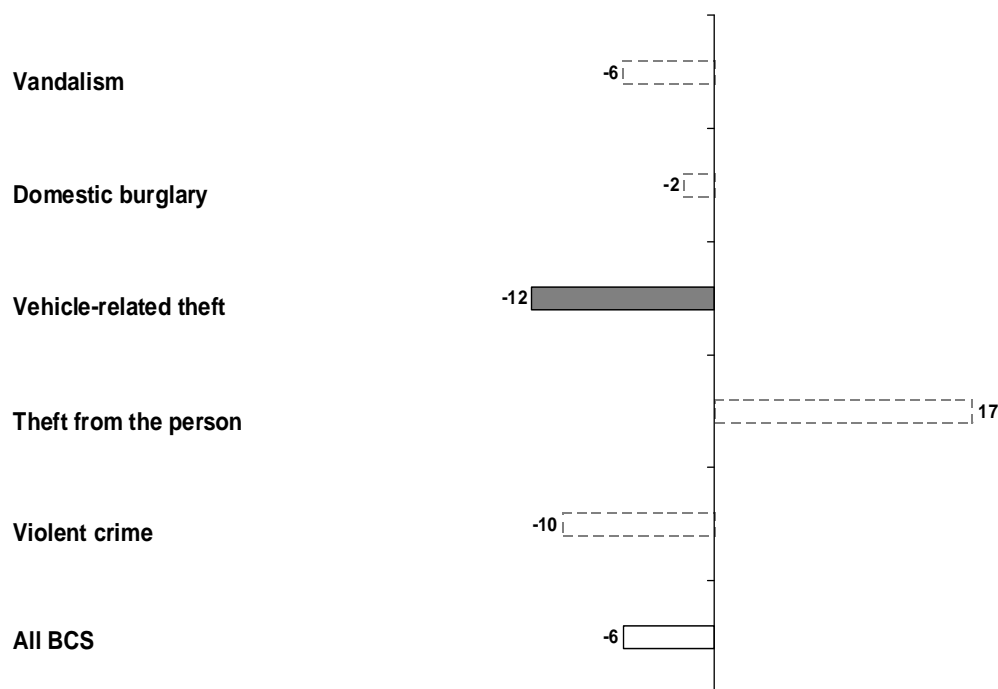 Vandalism -6
Domestic burglary -2
Vehicle-related theft -12
Theft from the person 17
Violent crime -10
All BCS -6